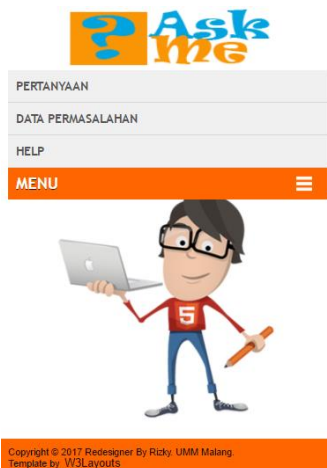 ? Ask
me
PERTANYAAN
DATA PERMASALAHAN
HELP
MENU
5
Copyright © 2017 Redesigner By Rizky. UMM Malang.
Template by W3Layouts